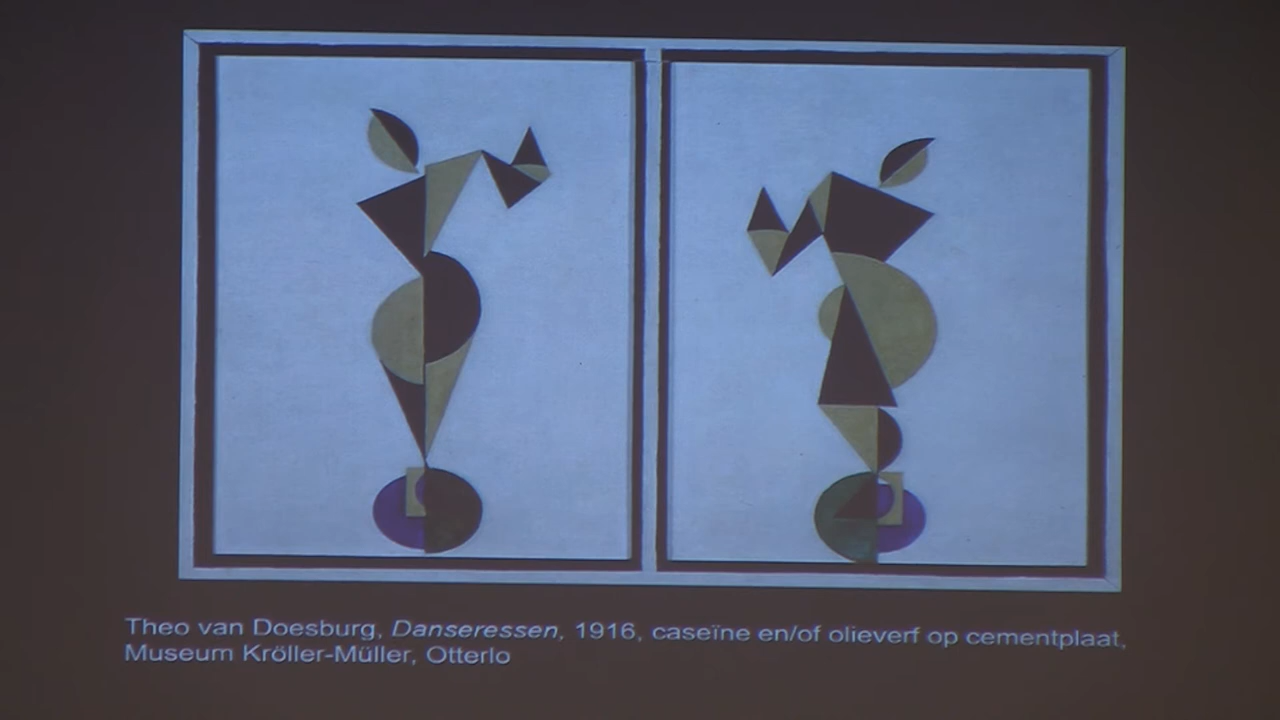 Theo van Doesburg, Danseressen, 1916, caseïne en/of olieverf op cementplaat,
Museum Kröller-Müller, Otterlo